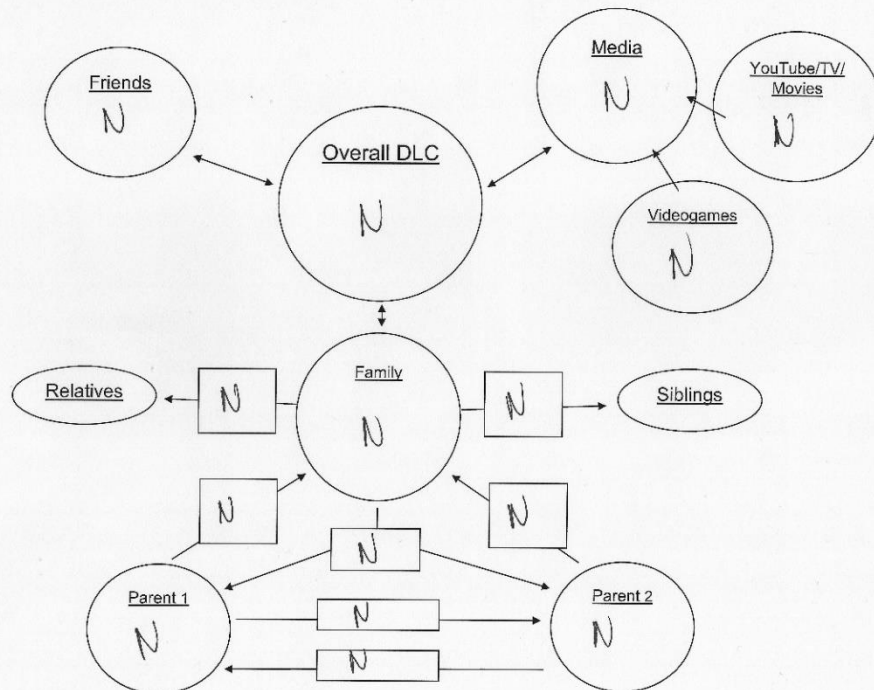 Media
N
Friends
N
YouTube/TV/
Movies
N
Overall DLC
N
Videogames
N
Relatives
N
Family
N
N
Siblings
N
N
N
Parent 1
N
N
Parent 2
N
N